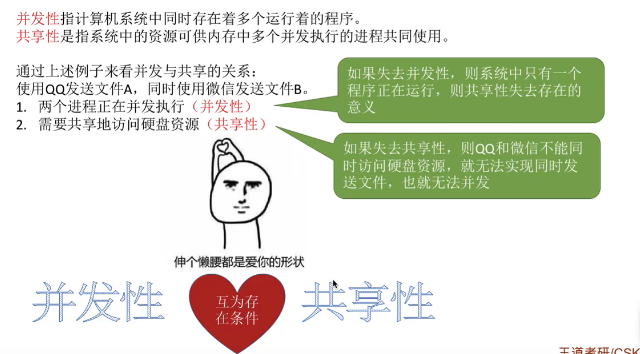 并发性指计算机系统中同时存在着多个运行着的程序。
共享性是指系统中的资源可供内存中多个并发执行的进程共同使用。
通过上述例子来看并发与共享的关系：
使用QQ发送文件A，同时使用微信发送文件B。
1. 两个进程正在并发执行（并发性）
2. 需要共享地访问硬盘资源（共享性）
如果失去并发性，则系统中只有一个
程序正在运行，则共享性失去存在的
意义
如果失去共享性，则QQ和微信不能同
时访问硬盘资源，就无法实现同时发
送文件，也就无法并发
伸个懒腰都是爱你的形状
并发性
互为存
在条件
共享性
王道考研/CSK